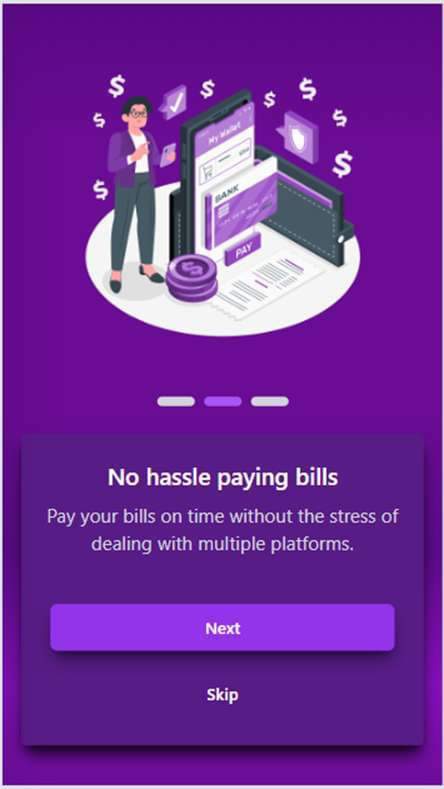 My Wallet
BANK
PAY
No hassle paying bills
Pay your bills on time without the stress of
dealing with multiple platforms.
Next
Skip